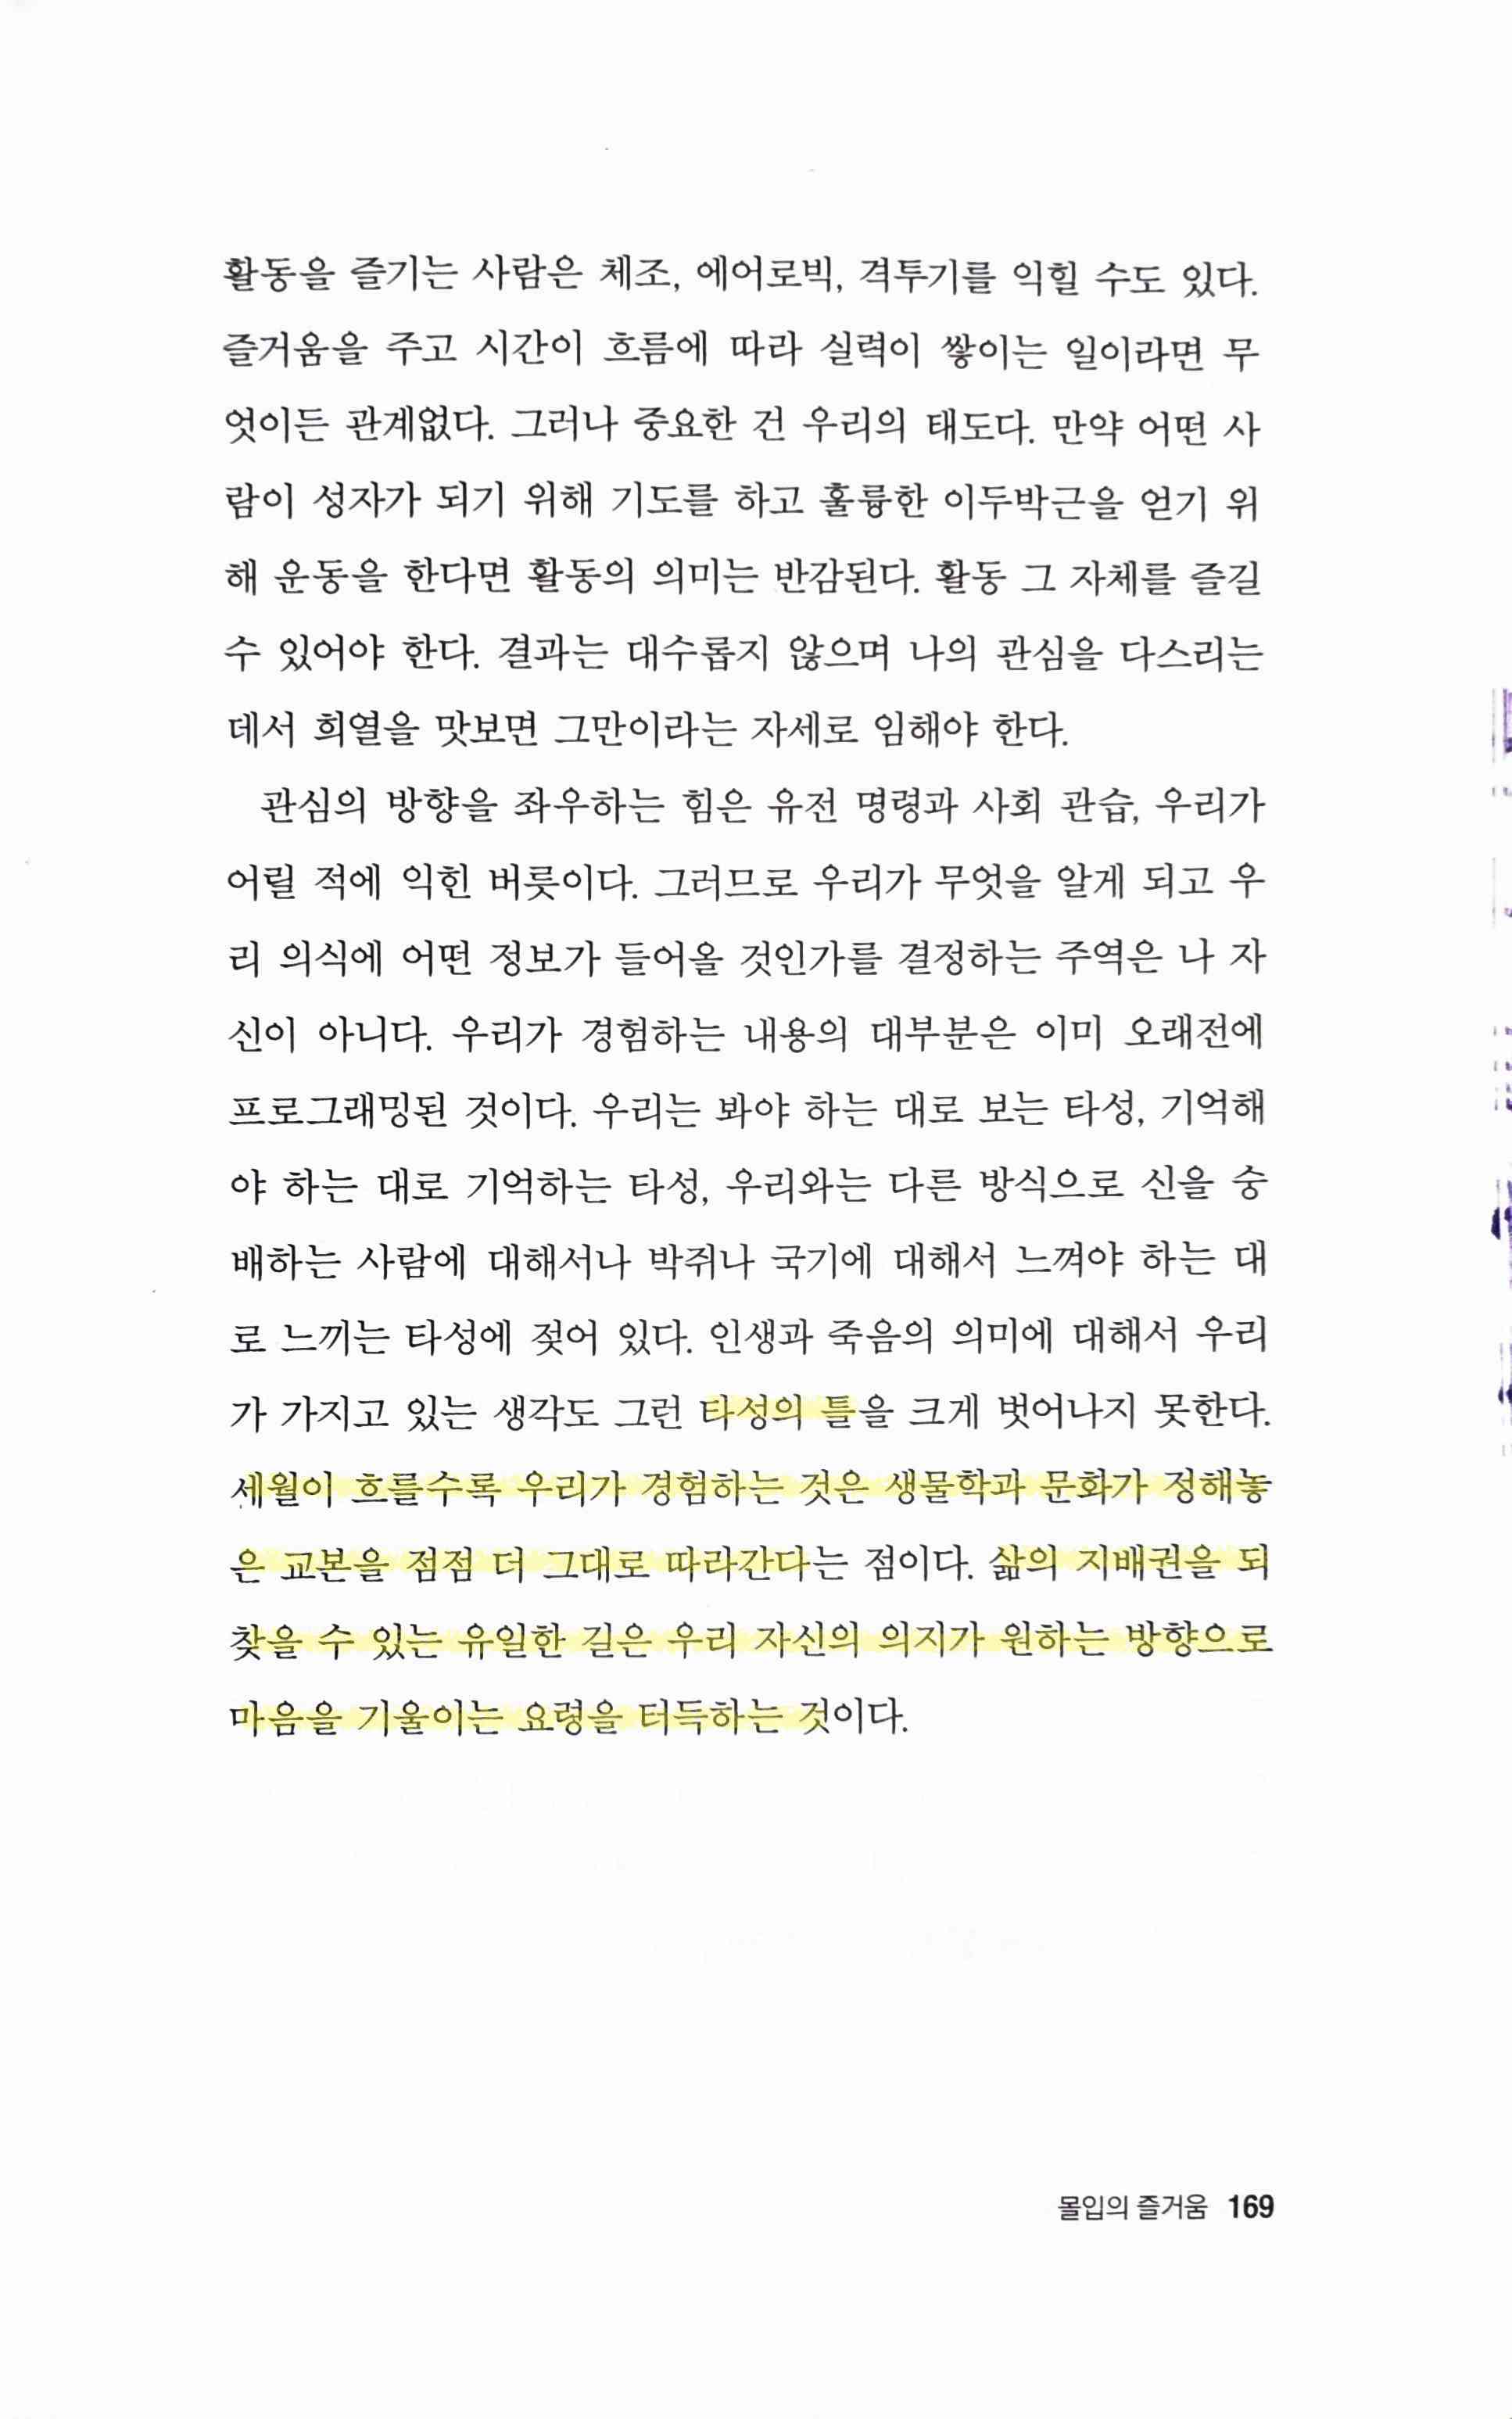 활동을 즐기는 사람은 체조, 에어로빅, 격투기를 익힐 수도 있다.
즐거움을 주고 시간이 흐름에 따라 실력이 쌓이는 일이라면 무
엇이든 관계없다. 그러나 중요한 건 우리의 태도다. 만약 어떤 사
람이 성자가 되기 위해 기도를 하고 훌륭한 이두박근을 얻기 위
해 운동을 한다면 활동의 의미는 반감된다. 활동 그 자체를 즐길
수 있어야 한다. 결과는 대수롭지 않으며 나의 관심을 다스리는
데서 희열을 맛보면 그만이라는 자세로 임해야 한다.
관심의 방향을 좌우하는 힘은 유전 명령과 사회 관습, 우리가
어릴 적에 익힌 버릇이다. 그러므로 우리가 무엇을 알게 되고 우
리 의식에 어떤 정보가 들어올 것인가를 결정하는 주역은 나 자
신이 아니다. 우리가 경험하는 내용의 대부분은 이미 오래전에
프로그래밍된 것이다. 우리는 봐야 하는 대로 보는 타성, 기억해
야 하는 대로 기억하는 타성, 우리와는 다른 방식으로 신을 숭
배하는 사람에 대해서나 박쥐나 국기에 대해서 느껴야 하는 대
로 느끼는 타성에 젖어 있다. 인생과 죽음의 의미에 대해서 우리
가 가지고 있는 생각도 그런 타성의 틀을 크게 벗어나지 못한다.
세월이 흐를수록 우리가 경험하는 것은 생물학과 문화가 정해놓
은 교본을 점점 더 그대로 따라간다는 점이다. 삶의 지배권을 되
찾을 수 있는 유일한 길은 우리 자신의 의지가 원하는 방향으로
마음을 기울이는 요령을 터득하는 것이다.
몰입의 즐거움 169